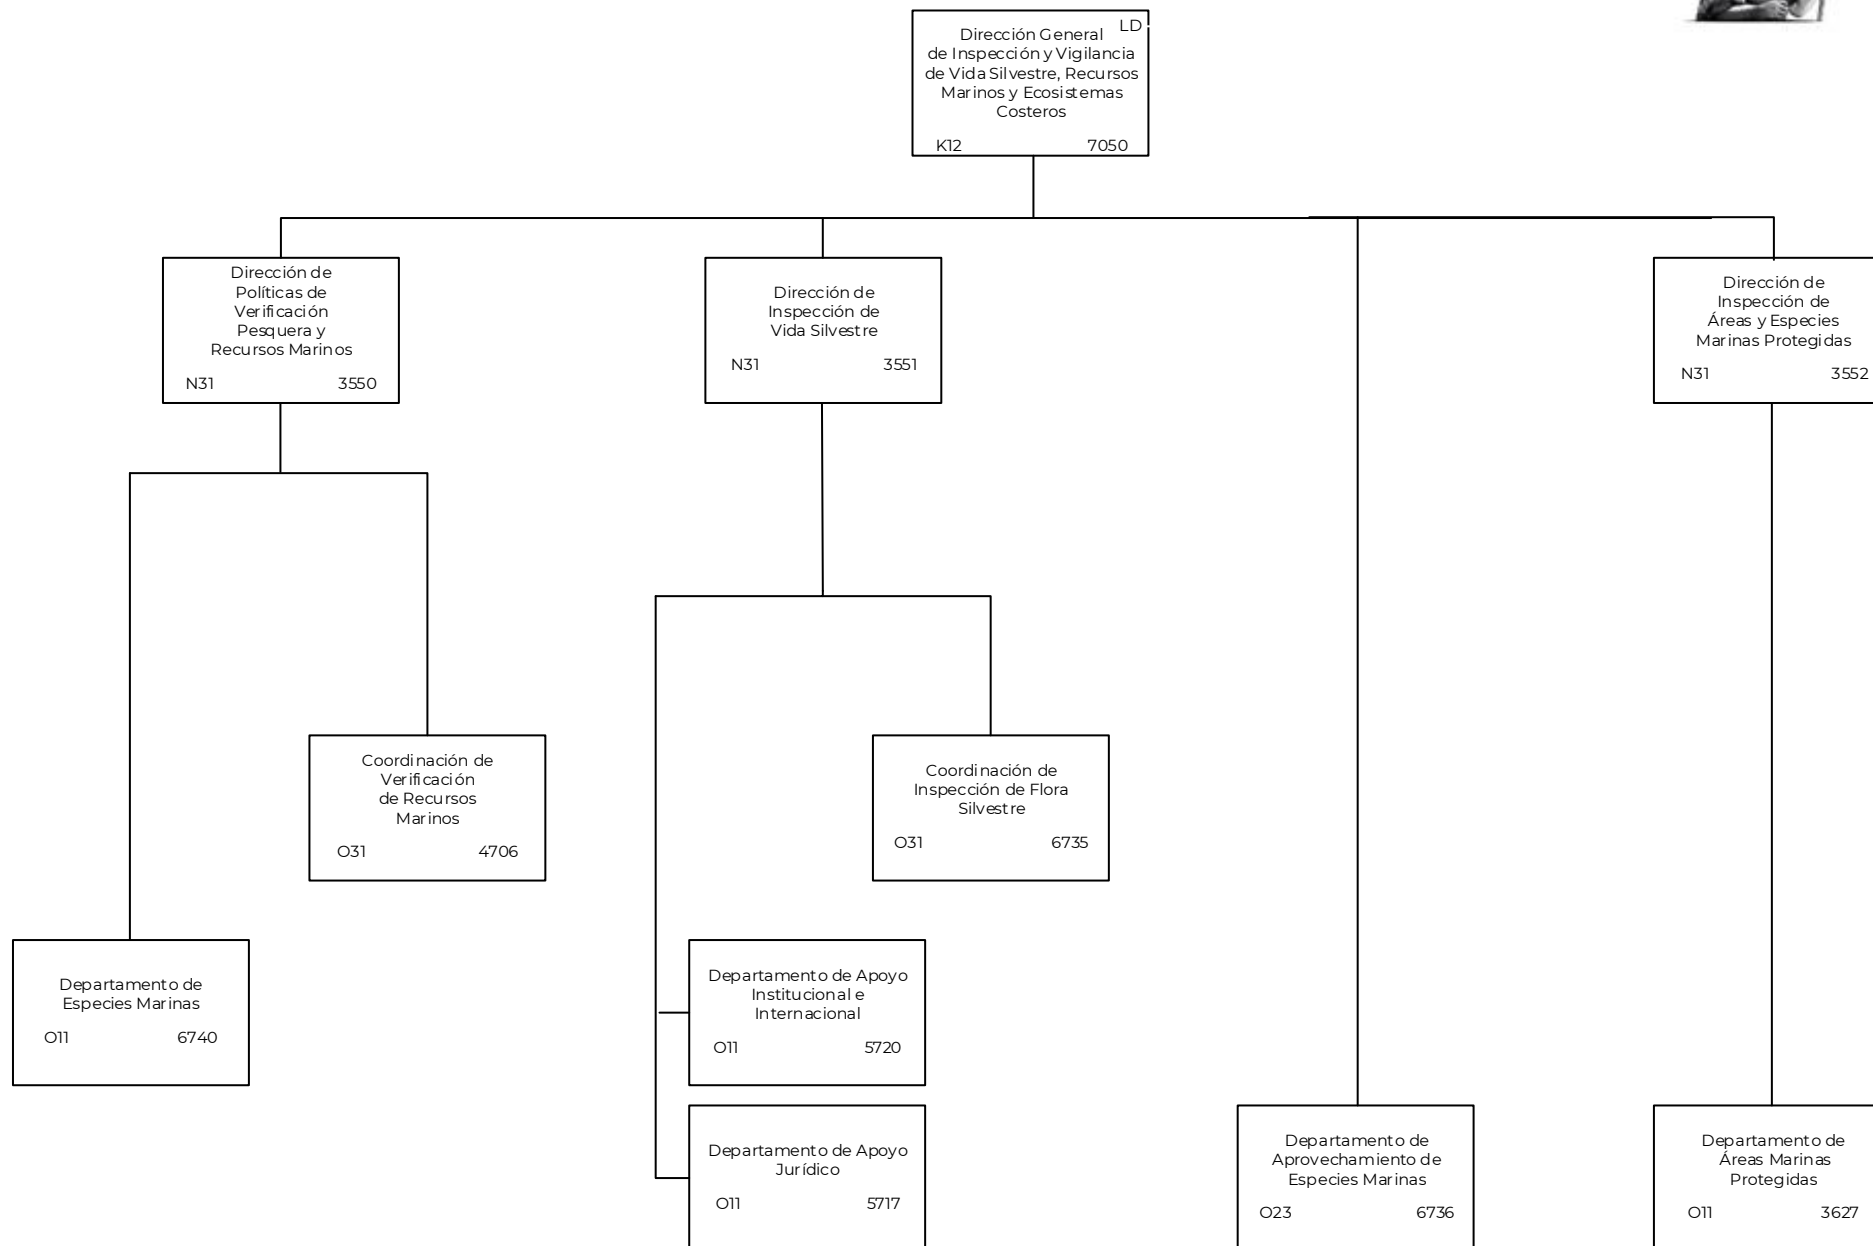 LD
Dirección General
de Inspección y Vigilancia
de Vida Silvestre, Recursos
Marinos y Ecosistemas
Costeros
K12 7050
Dirección de
Políticas de
Verificación
Pesquera y
Recursos Marinos
N31 3550
Dirección de
Inspección de
Vida Silvestre
N31 3551
Dirección de
Inspección de
Áreas y Especies
Marinas Protegidas
N31 3552
Coordinación de
Verificación
de Recursos
Marinos
O31 4706
Coordinación de
Inspección de Flora
Silvestre
O31 6735
Departamento de
Especies Marinas
O11 6740
Departamento de Apoyo
Institucional e
Internacional
O11 5720
Departamento de Apoyo
Jurídico
O11 5717
Departamento de
Aprovechamiento de
Especies Marinas
O23 6736
Departamento de
Áreas Marinas
Protegidas
O11 3627